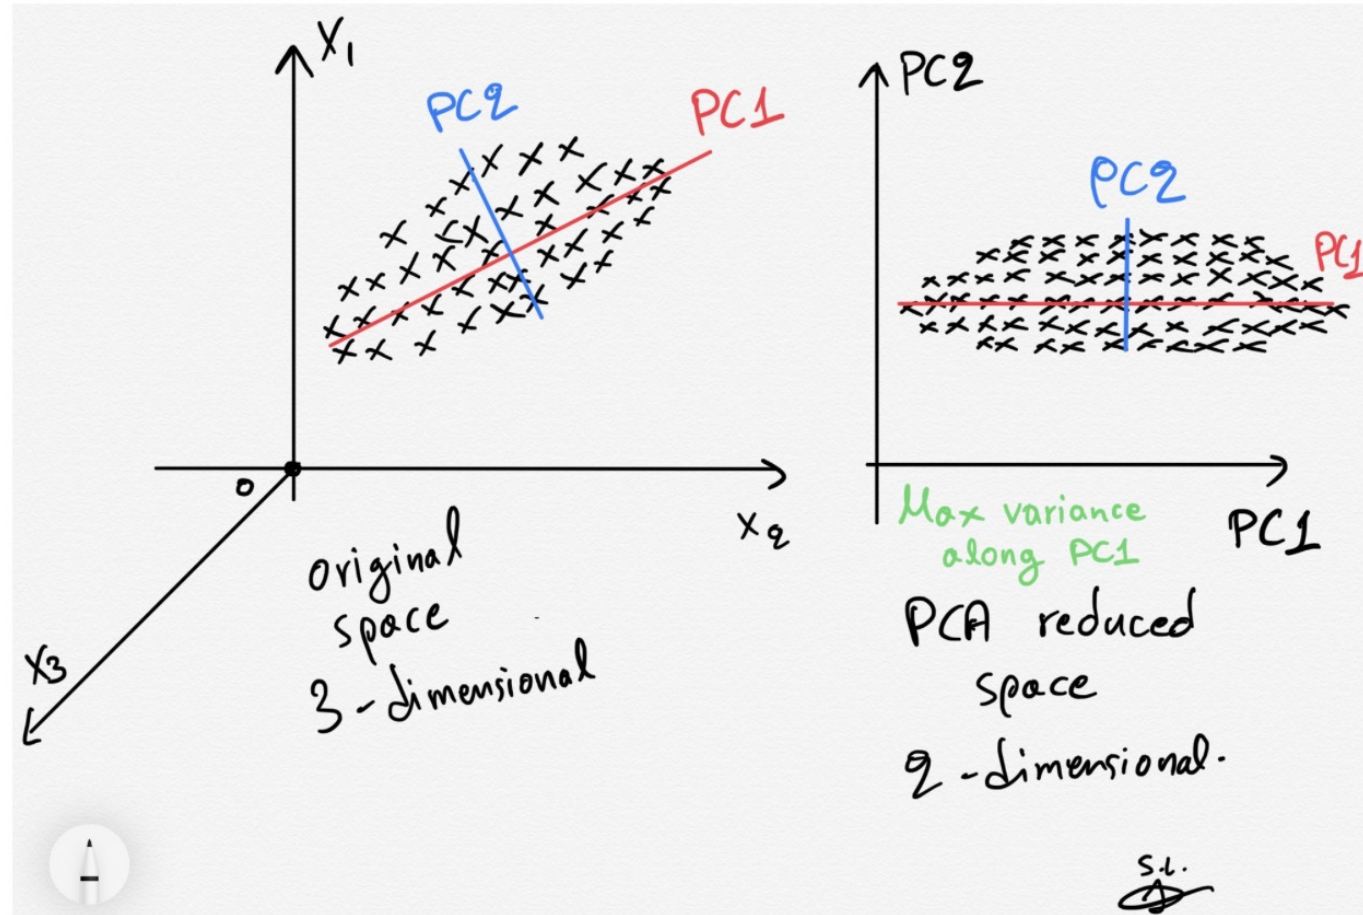 X1
PC2
PC1
O
X2
X3
original
space
3-dimensional
PC2
PC2
PC1
PC1
Max variance
along PC1
PCA reduced
space
2-dimensional.
S.L.